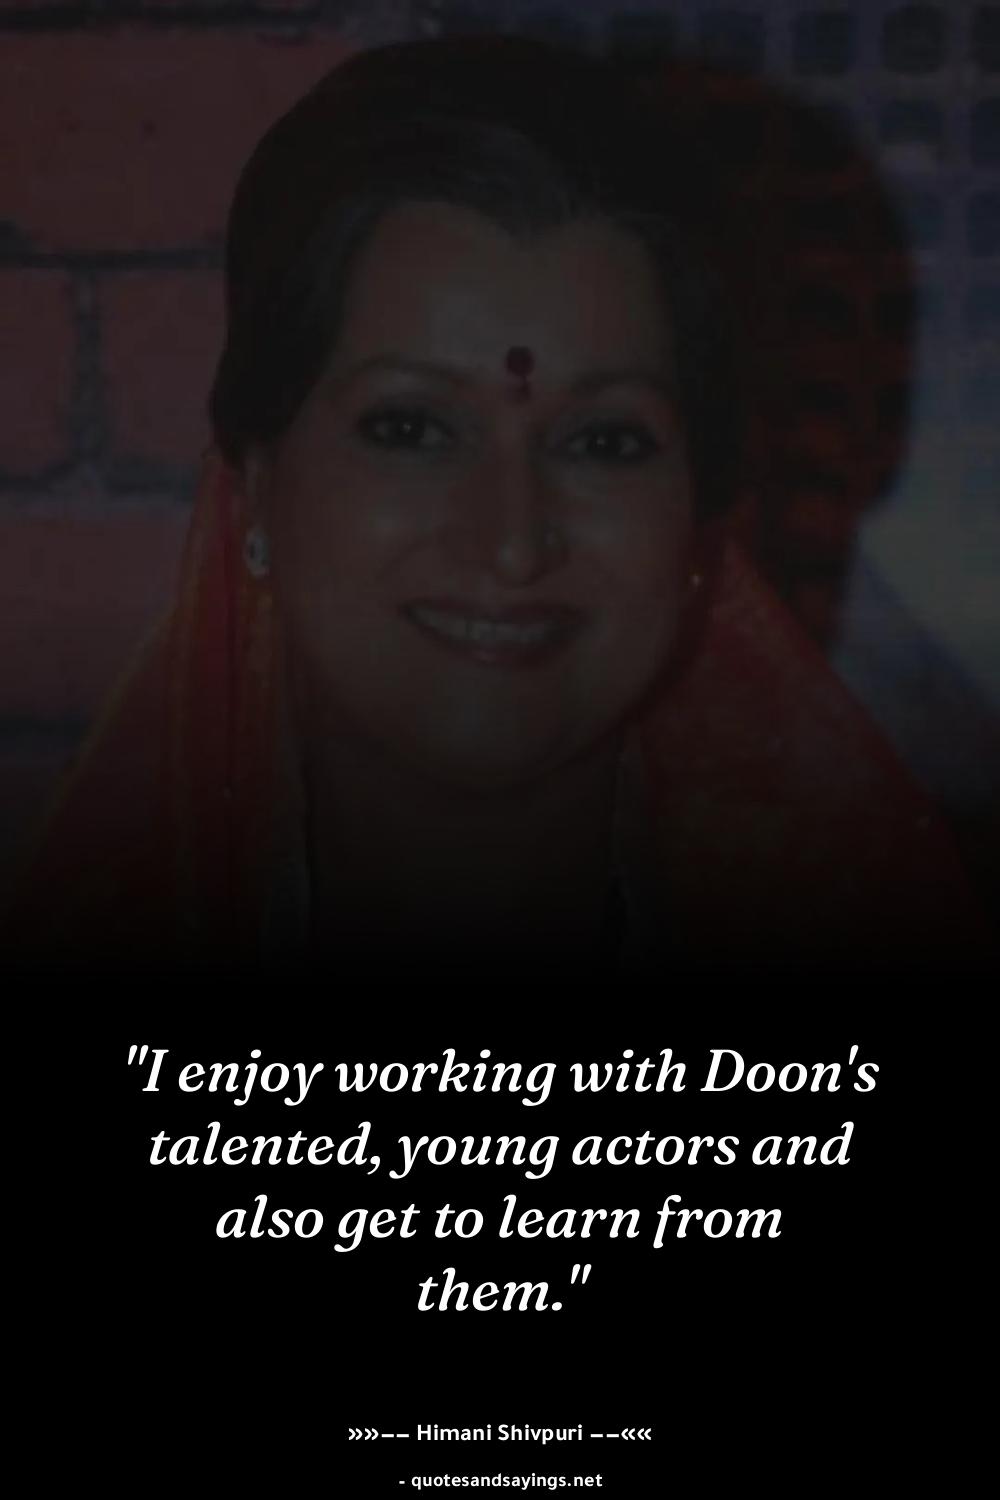 "I enjoy working with Doon's
talented, young actors and
also get to learn from
them."
»»−− Himani Shivpuri −−««
- quotesandsayings.net